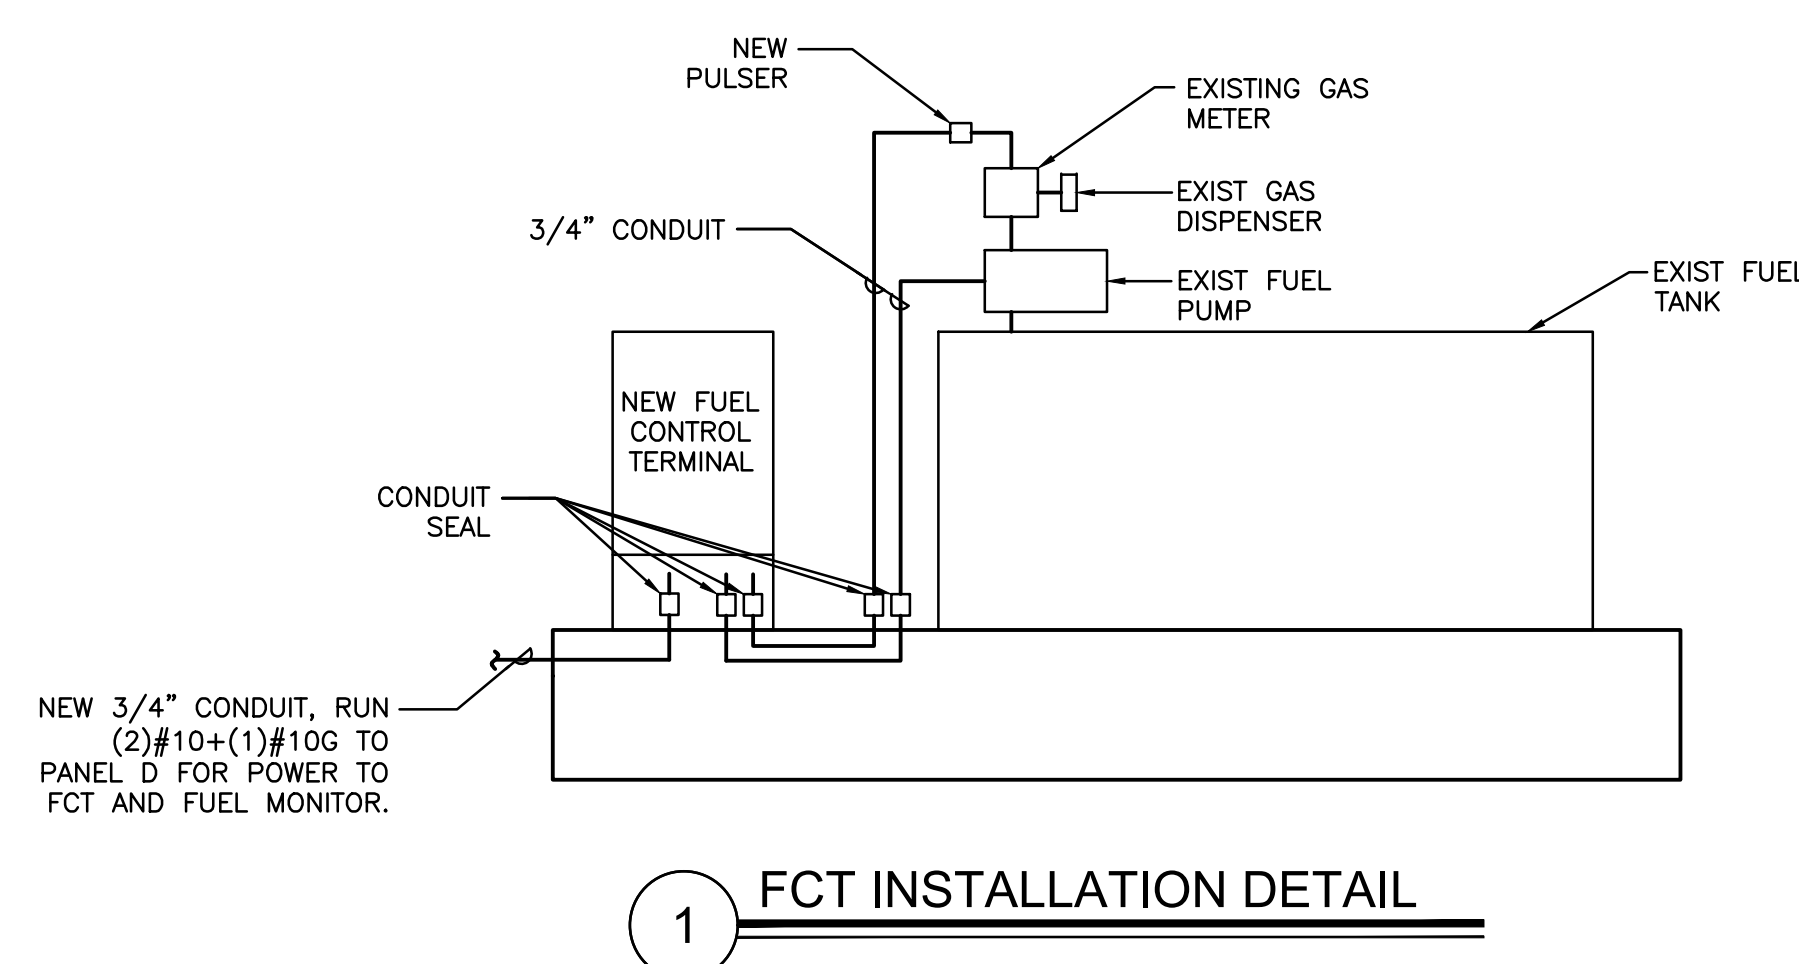 NEW
PULSER
EXISTING GAS
METER
EXIST GAS
DISPENSER
3/4” CONDUIT
EXIST FUEL
PUMP
EXIST FUEL
TANK
NEW FUEL
CONTROL
TERMINAL
CONDUIT
SEAL
NEW 3/4” CONDUIT, RUN
(2)#10+(1)#10G TO
PANEL D FOR POWER TO
FCT AND FUEL MONITOR.
1
FCT INSTALLATION DETAIL